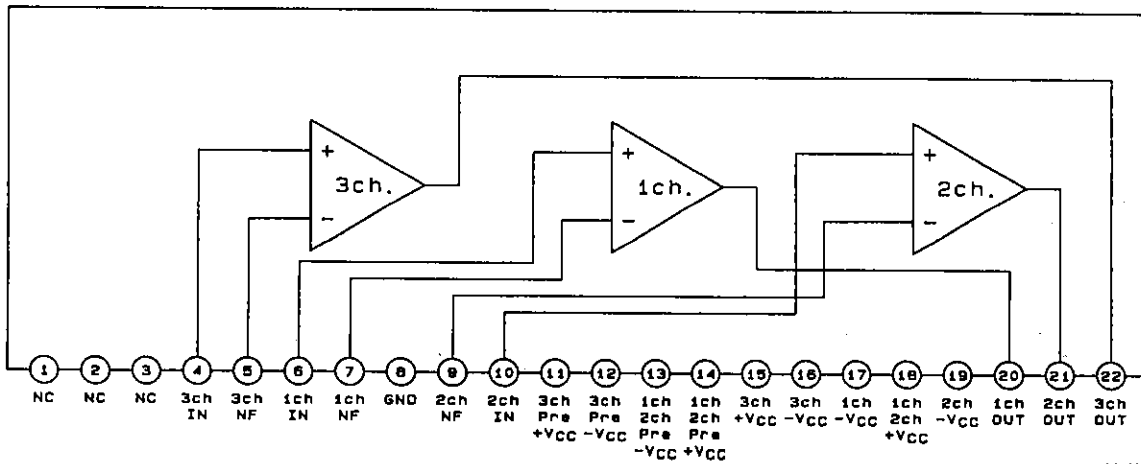 +
3ch.
−
+
1ch.
−
+
2ch.
−
1 2 3 4 5 6 7 8 9 10 11 12 13 14 15 16 17 18 19 20 21 22
NC NC NC 3ch 3ch 1ch 1ch GND 2ch 2ch 3ch 3ch 1ch 1ch 3ch 3ch 1ch 1ch 2ch 1ch 2ch 3ch
IN NF IN NF NF IN Pre Pre 2ch 2ch +VCC -VCC -VCC 2ch -VCC OUT OUT OUT
+VCC -VCC Pre Pre +VCC
-VCC +VCC